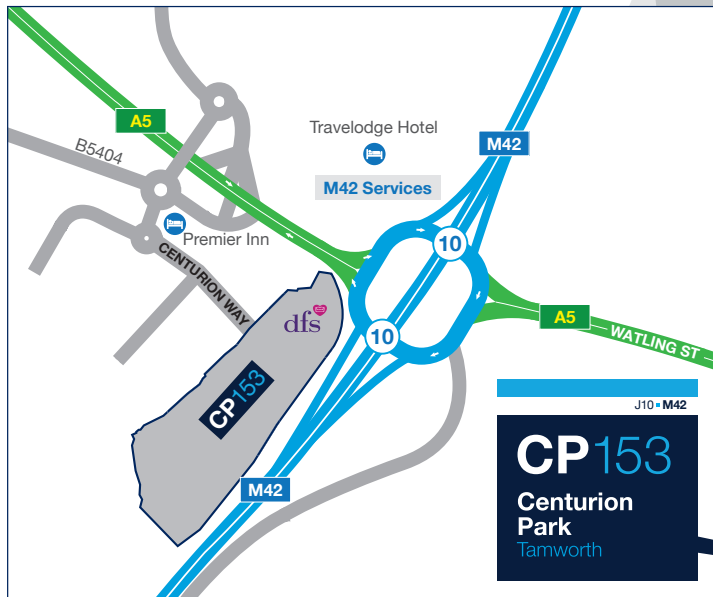 A5
B5404
Travelodge Hotel
M42
M42 Services
Premier Inn
CENTURION WAY
10
dfs
A5
WATLING ST
10
CP153
M42
J10 ▪ M42
CP153
Centurion
Park
Tamworth